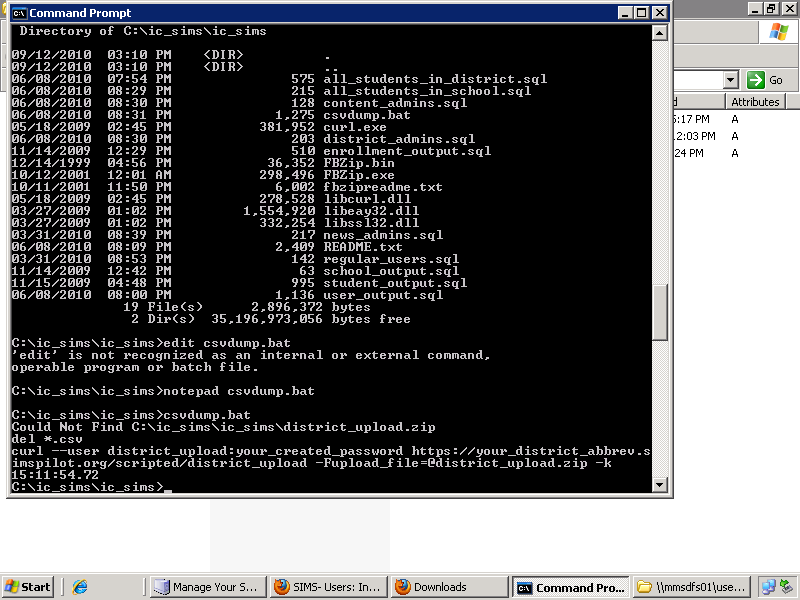 Command Prompt
Directory of C:\ic_sims\ic_sims
09/12/2010 03:10 PM <DIR> .
09/12/2010 03:10 PM <DIR> ..
06/08/2010 07:54 PM 575 all_students_in_district.sql
06/08/2010 08:29 PM 215 all_students_in_school.sql
06/08/2010 08:30 PM 128 content_admins.sql
06/08/2010 08:31 PM 1,275 csvdump.bat
05/18/2009 02:45 PM 381,952 curl.exe
06/08/2010 08:30 PM 203 district_admins.sql
11/14/2009 12:29 PM 510 enrollment_output.sql
12/14/1999 04:56 PM 36,352 FBZip.bin
10/12/2001 12:01 AM 298,496 FBZip.exe
10/11/2001 11:50 PM 6,002 fbzipreadme.txt
05/18/2009 02:45 PM 278,528 libcurl.dll
03/27/2009 01:02 PM 1,554,920 libeay32.dll
03/27/2009 01:02 PM 332,254 libssl32.dll
03/31/2010 08:39 PM 217 news_admins.sql
06/08/2010 08:09 PM 2,409 README.txt
03/31/2010 08:53 PM 142 regular_users.sql
11/14/2009 12:42 PM 63 school_output.sql
11/15/2009 04:48 PM 995 student_output.sql
06/08/2010 08:00 PM 1,136 user_output.sql
19 File(s) 2,896,372 bytes
2 Dir(s) 35,196,973,056 bytes free
C:\ic_sims\ic_sims>edit csvdump.bat
'edit' is not recognized as an internal or external command,
operable program or batch file.
C:\ic_sims\ic_sims>notepad csvdump.bat
C:\ic_sims\ic_sims>csvdump.bat
Could Not Find C:\ic_sims\ic_sims\district_upload.zip
del *.csv
curl --user district_upload:your_created_password https://your_district_abbrev.s
imspilot.org/scripted/district_upload -Fupload_file=@district_upload.zip -k
15:11:54.72
C:\ic_sims\ic_sims>_
Go
d Attributes
5:17 PM A
2:03 PM A
24 PM A
Start
Manage Your S...
SIMS- Users: In...
Downloads
Command Pro...
\\mmsdfs01\use...